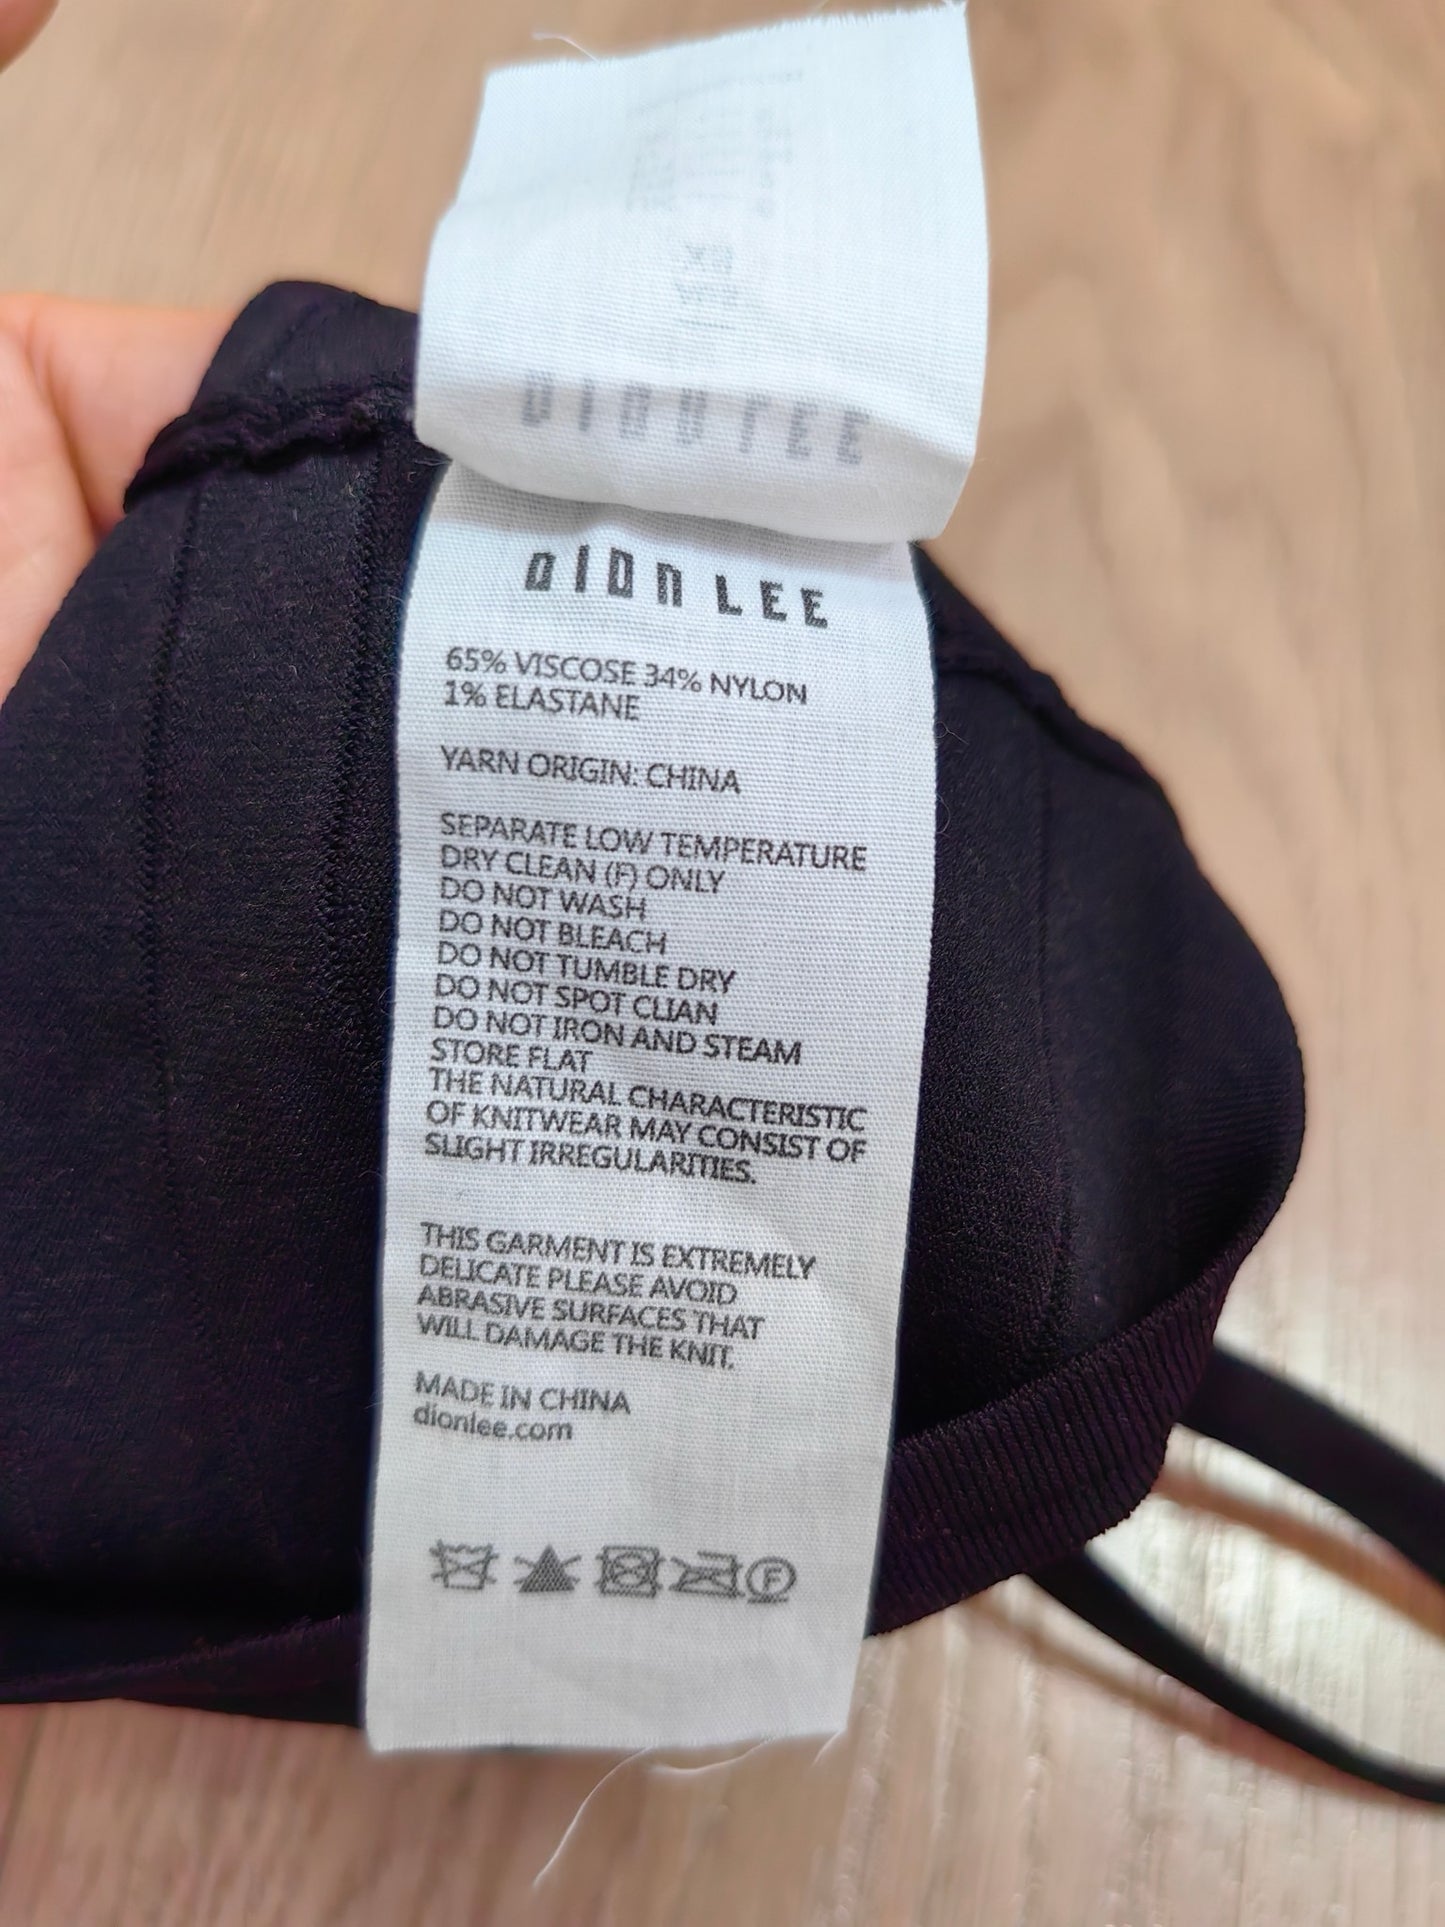 DION LEE
65% VISCOSE 34% NYLON
1% ELASTANE
YARN ORIGIN: CHINA
SEPARATE LOW TEMPERATURE
DRY CLEAN (F) ONLY
DO NOT WASH
DO NOT BLEACH
DO NOT TUMBLE DRY
DO NOT SPOT CLIAN
DO NOT IRON AND STEAM
STORE FLAT
THE NATURAL CHARACTERISTIC
OF KNITWEAR MAY CONSIST OF
SLIGHT IRREGULARITIES.
THIS GARMENT IS EXTREMELY
DELICATE PLEASE AVOID
ABRASIVE SURFACES THAT
WILL DAMAGE THE KNIT.
MADE IN CHINA
dionlee.com
F